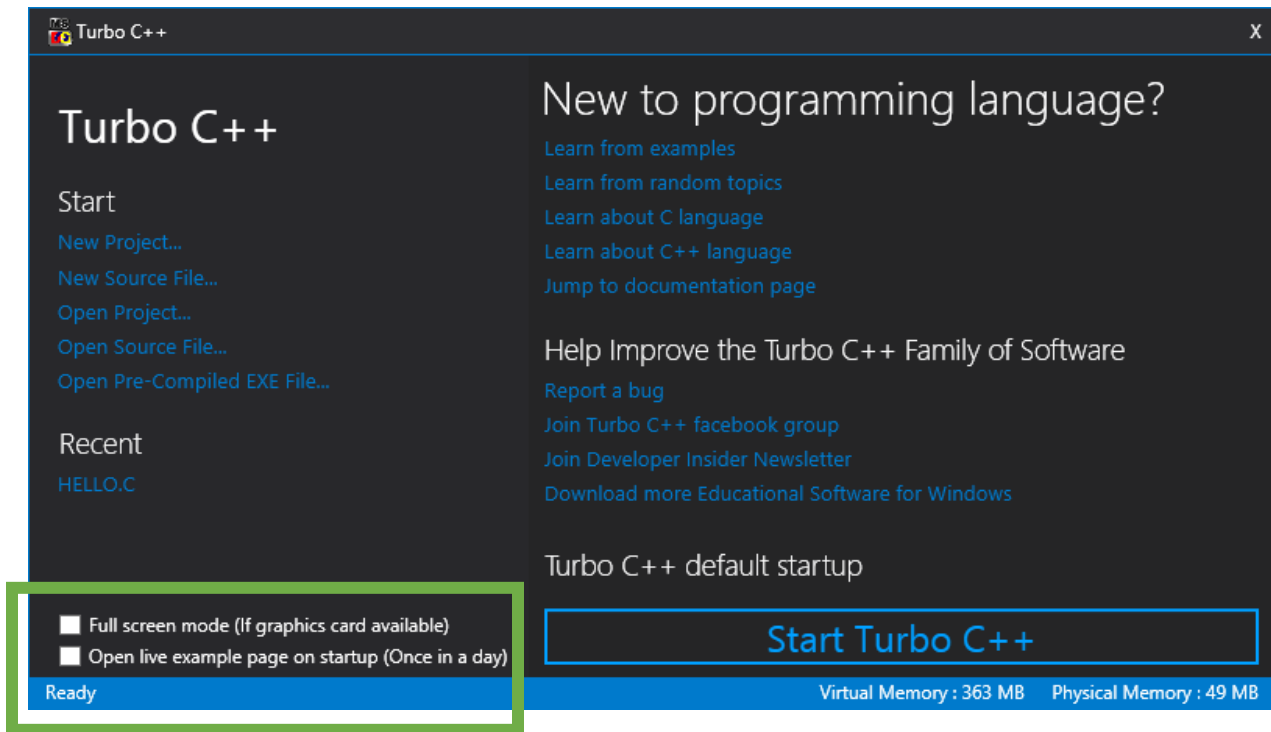 Turbo C++
X
Turbo C++
Start
New Project...
New Source File...
Open Project...
Open Source File...
Open Pre-Compiled EXE File...
Recent
HELLO.C
Full screen mode (If graphics card available)
Open live example page on startup (Once in a day)
New to programming language?
Learn from examples
Learn from random topics
Learn about C language
Learn about C++ language
Jump to documentation page
Help Improve the Turbo C++ Family of Software
Report a bug
Join Turbo C++ facebook group
Join Developer Insider Newsletter
Download more Educational Software for Windows
Turbo C++ default startup
Start Turbo C++
Ready
Virtual Memory : 363 MB
Physical Memory : 49 MB